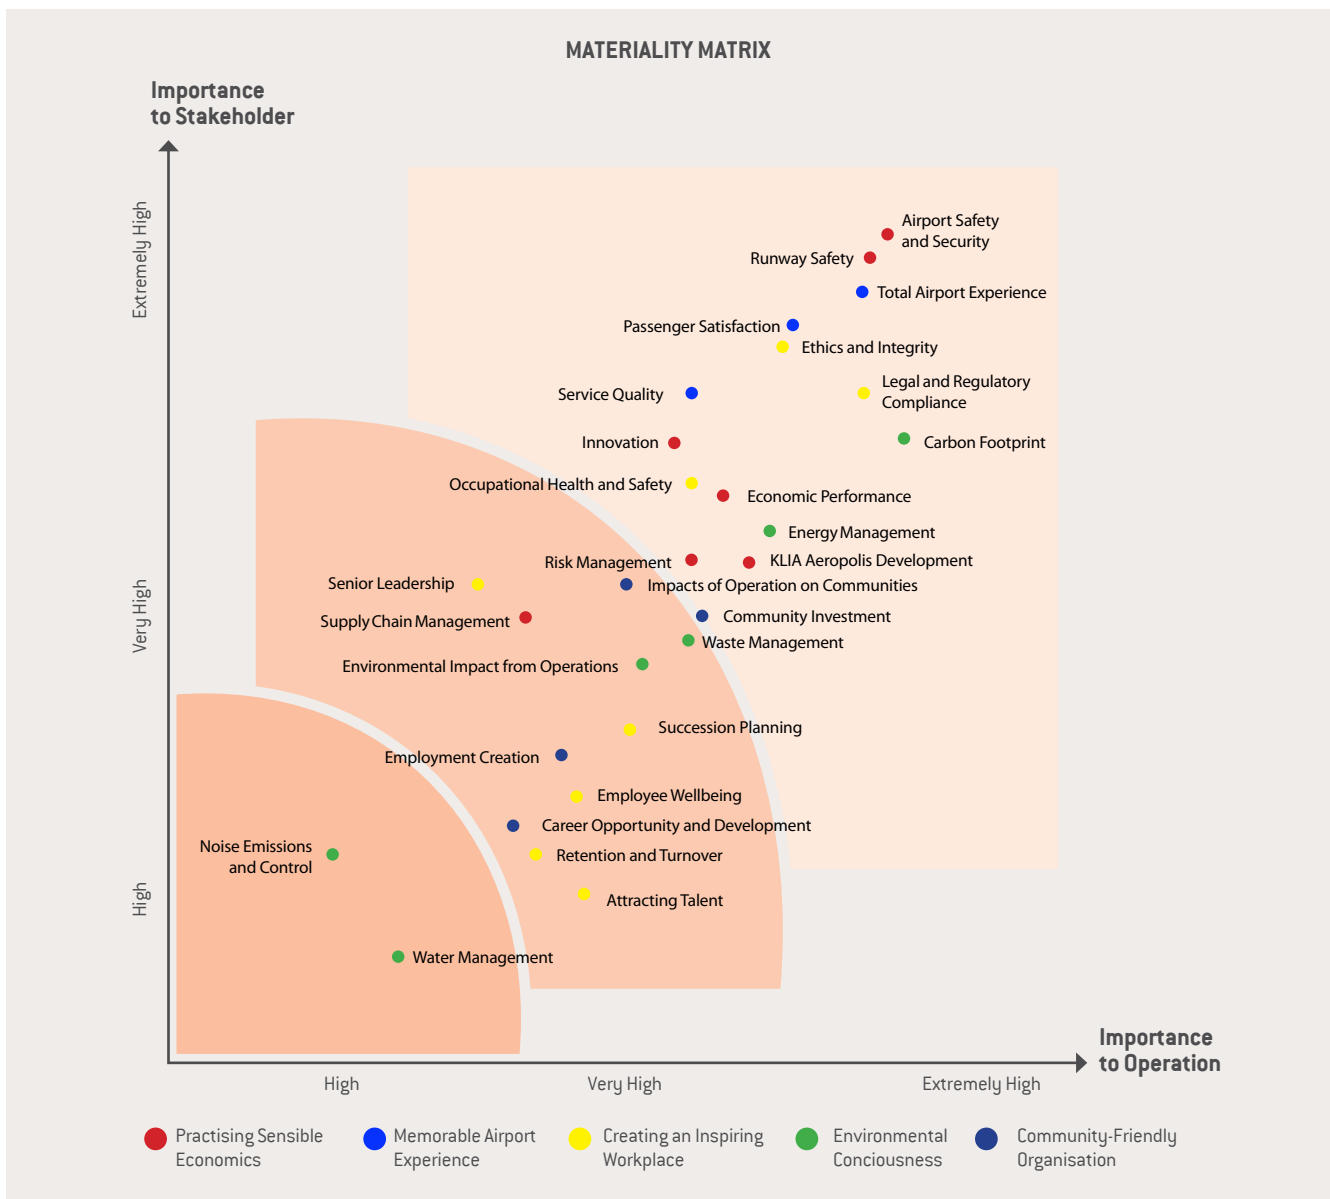 MATERIALITY MATRIX
Importance
to Stakeholder
Extremely High
Very High
High
Airport Safety
and Security
Runway Safety
Total Airport Experience
Passenger Satisfaction
Ethics and Integrity
Legal and Regulatory
Compliance
Service Quality
Innovation
Carbon Footprint
Occupational Health and Safety
Economic Performance
Energy Management
Risk Management
KLIA Aeropolis Development
Senior Leadership
Impacts of Operation on Communities
Supply Chain Management
Community Investment
Waste Management
Environmental Impact from Operations
Succession Planning
Employment Creation
Employee Wellbeing
Career Opportunity and Development
Noise Emissions
and Control
Retention and Turnover
Attracting Talent
Water Management
Importance
to Operation
High
Very High
Extremely High
Practising Sensible
Economics
Memorable Airport
Experience
Creating an Inspiring
Workplace
Environmental
Conciousness
Community-Friendly
Organisation